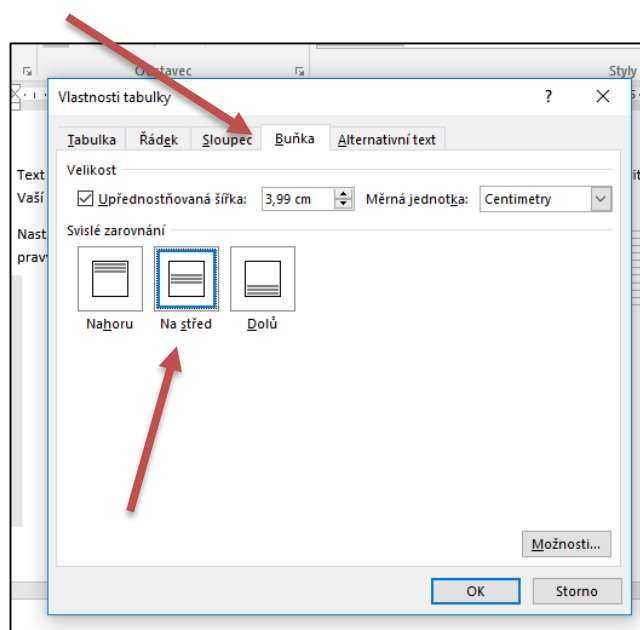 Odstavec Styly
Vlastnosti tabulky ?
Tabulka Řádek Sloupec Buňka Alternativní text
Text
Velikost
Vaší
Upřednostňovaná šířka: 3,99 cm Měrná jednotka: Centimetry
Nast
Svislé zarovnání
prav
Nahoru Na střed Dolů
Možnosti...
OK Storno